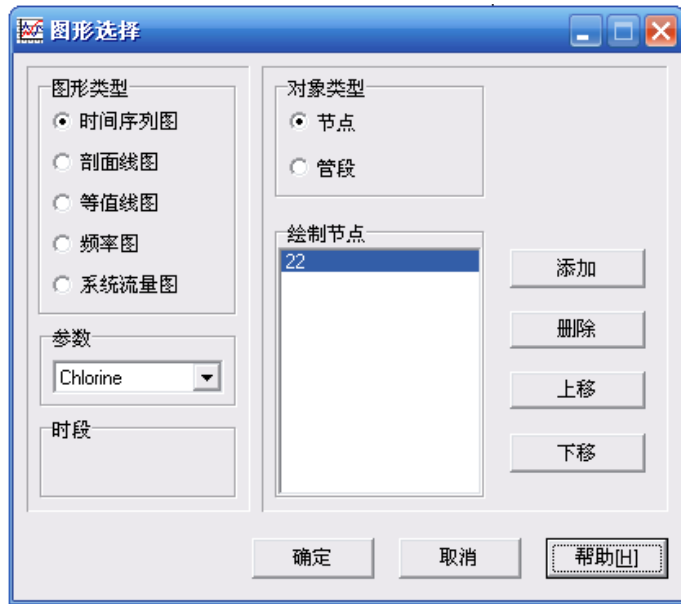 图形选择
图形类型
时间序列图
剖面线图
等值线图
频率图
系统流量图
参数
Chlorine
时段
对象类型
节点
管段
绘制节点
22
添加
删除
上移
下移
确定
取消
帮助[H]